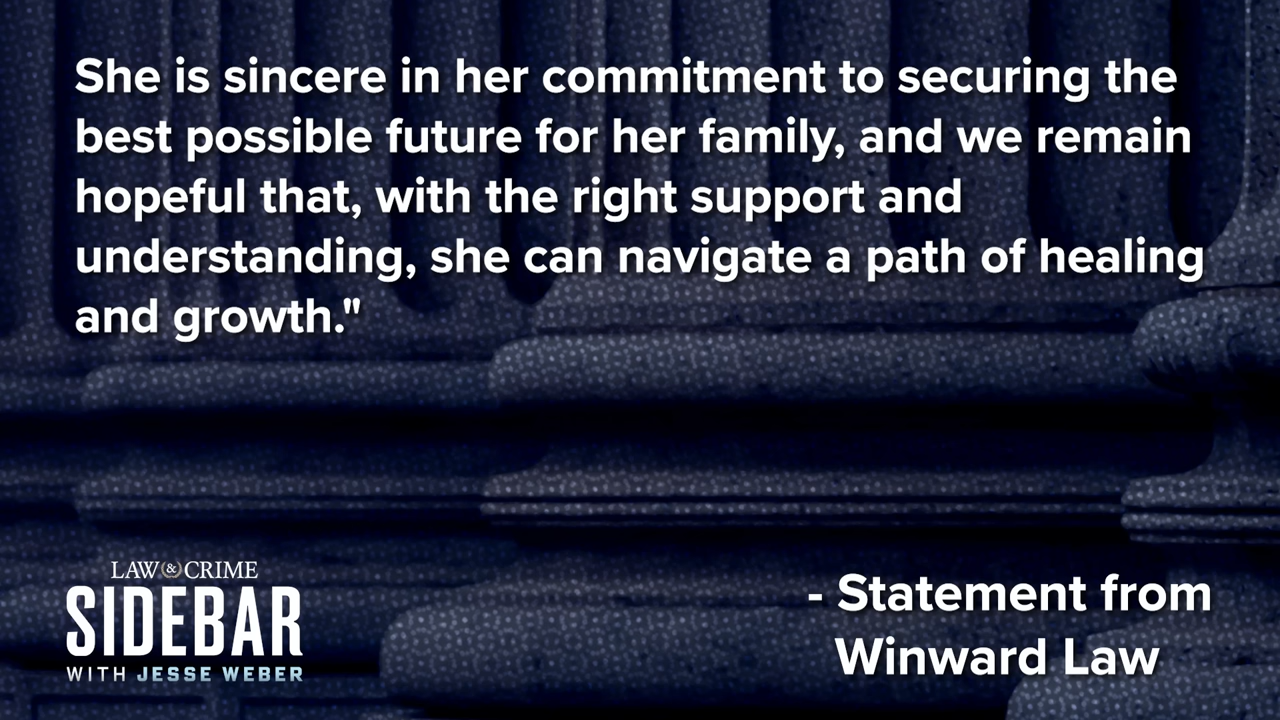 She is sincere in her commitment to securing the
best possible future for her family, and we remain
hopeful that, with the right support and
understanding, she can navigate a path of healing
and growth."
- Statement from
Winward Law
LAW & CRIME
SIDEBAR
WITH JESSE WEBER